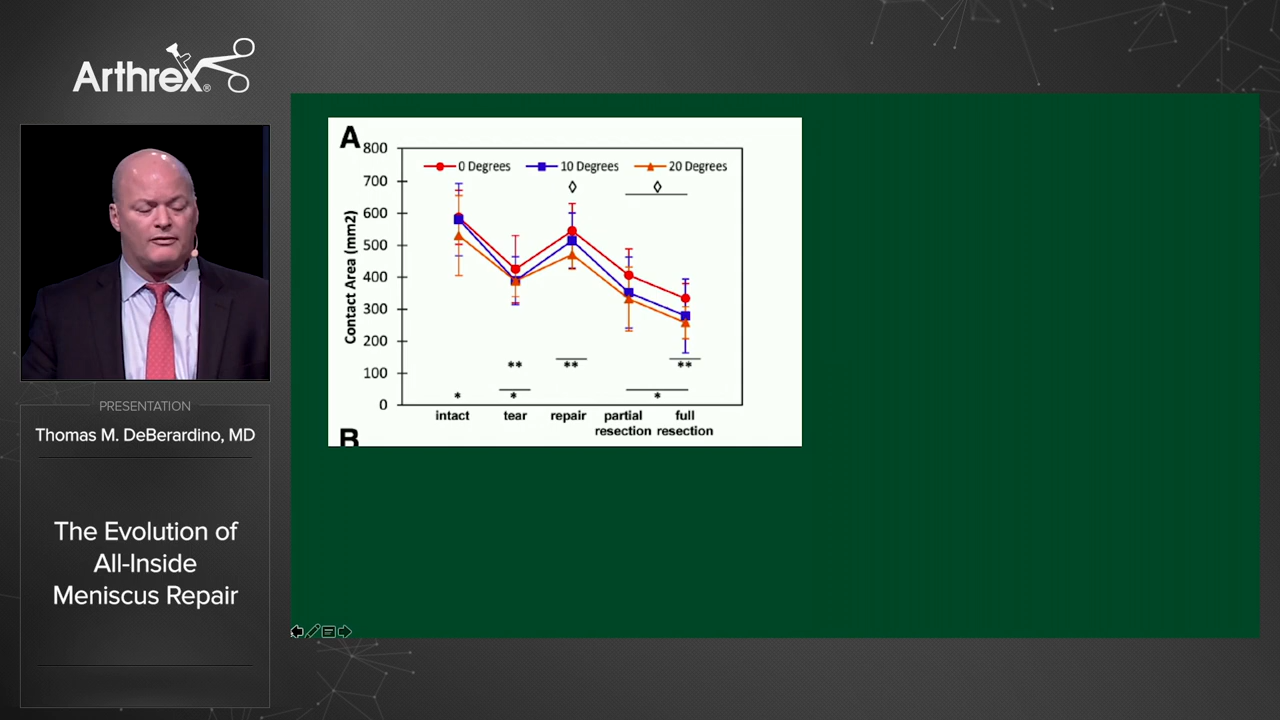 Arthrex®
PRESENTATION
Thomas M. DeBerardino, MD
The Evolution of
All-Inside
Meniscus Repair
A
800
700
600
500
400
300
200
100
0
Contact Area (mm2)
0 Degrees
10 Degrees
20 Degrees
◊
◊
**
**
**
*
*
*
intact
tear
repair
partial
resection
full
resection
B